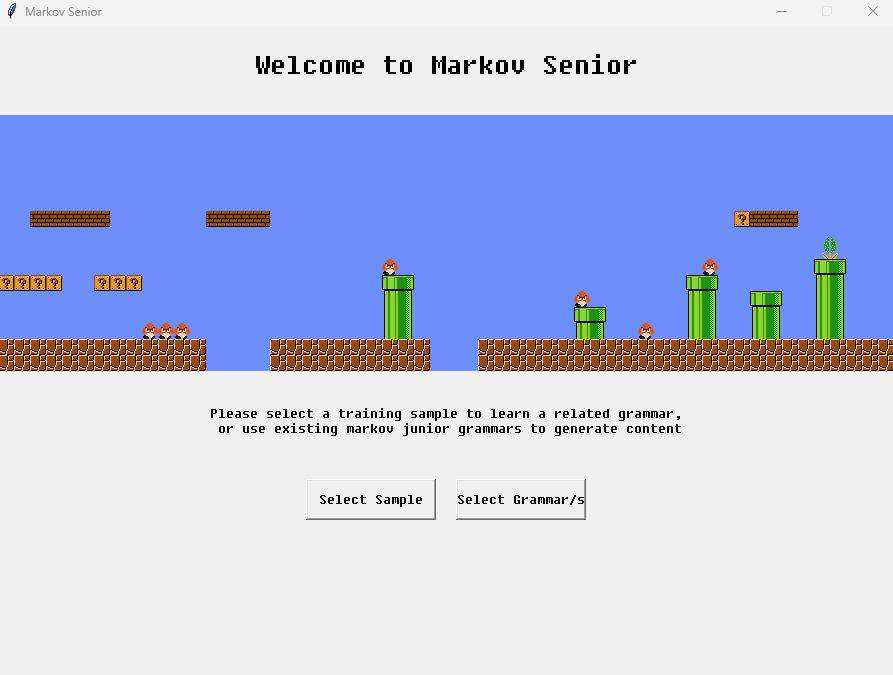 Markov Senior
Welcome to Markov Senior
?
? ? ? ? ? ? ?
Please select a training sample to learn a related grammar,
or use existing markov junior grammars to generate content
Select Sample Select Grammar/s